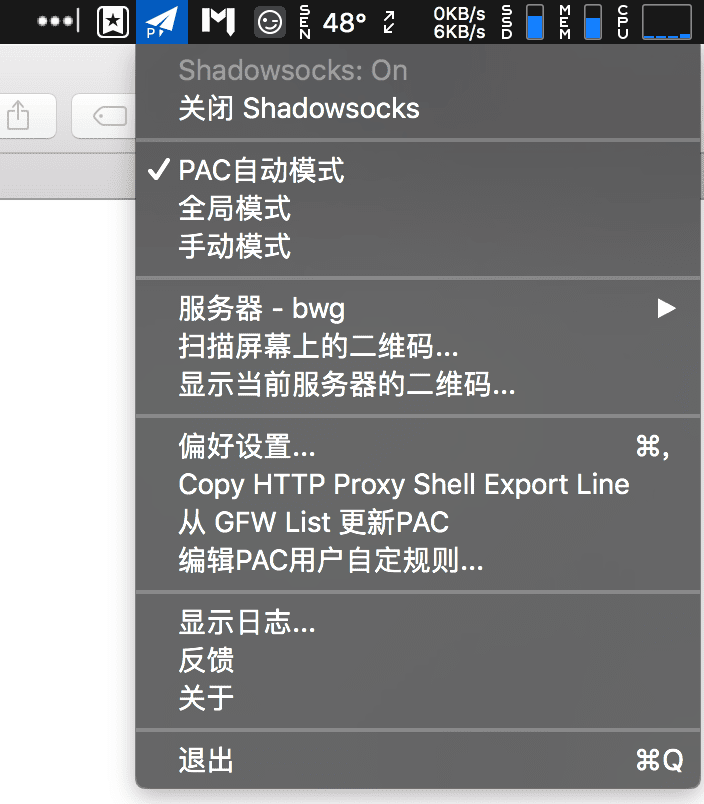 P
SEN
48°
0KB/s
6KB/s
SSD
MEM
CPU
Shadowsocks: On
关闭 Shadowsocks
✓ PAC自动模式
全局模式
手动模式
服务器 - bwg ▶
扫描屏幕上的二维码...
显示当前服务器的二维码...
偏好设置... ⌘,
Copy HTTP Proxy Shell Export Line
从 GFW List 更新PAC
编辑PAC用户自定规则...
显示日志...
反馈
关于
退出 ⌘Q